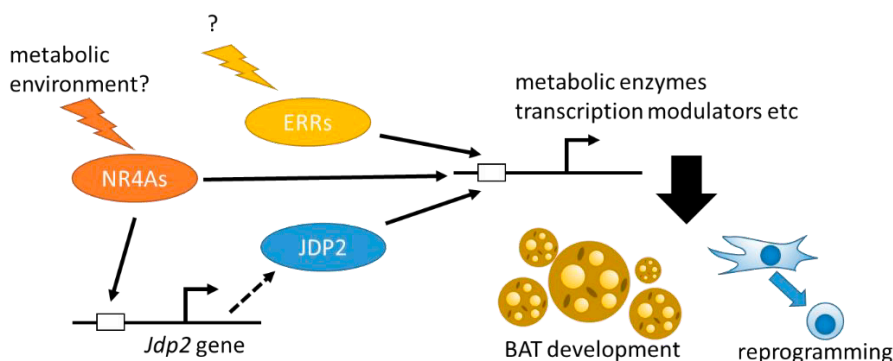 ?
metabolic
environment?
ERRs
metabolic enzymes
transcription modulators etc
NR4As
JDP2
Jdp2 gene
BAT development
reprogramming